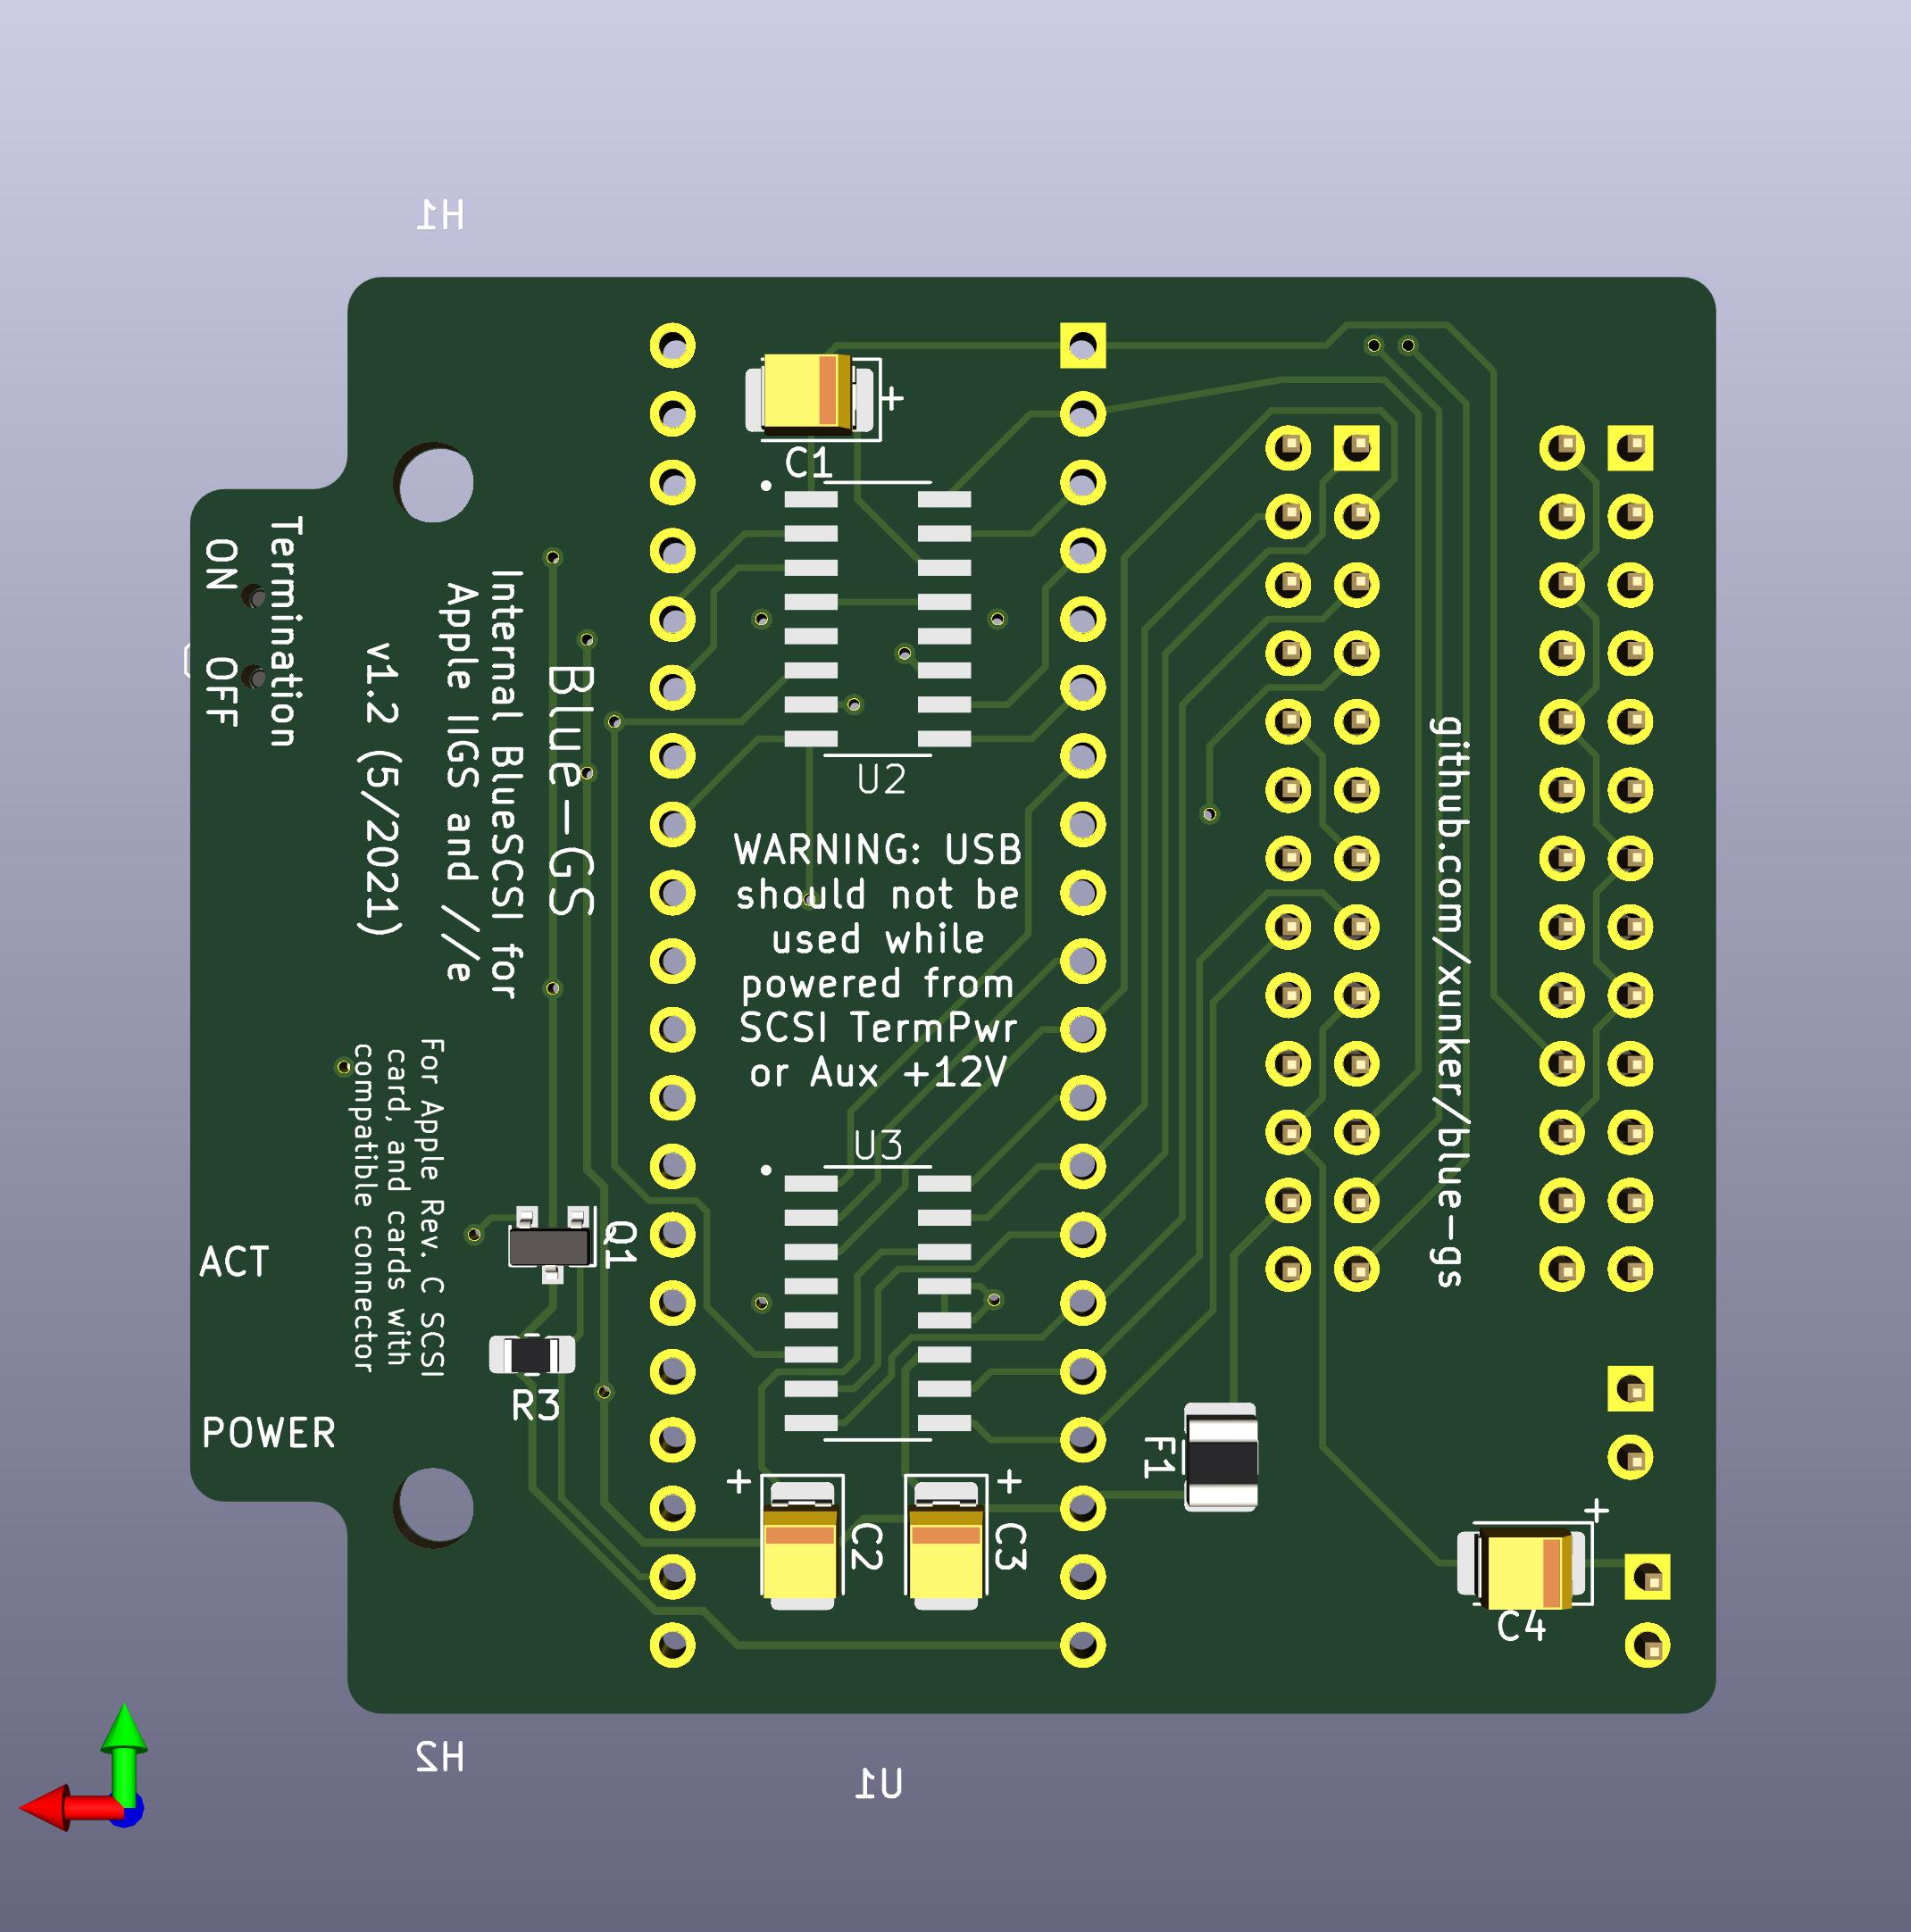 H1
C1
+
Termination
ON
OFF
Blue-GS
Internal BlueSCSI for
Apple IIGS and //e
v1.2 (5/2021)
U2
WARNING: USB
should not be
used while
powered from
SCSI TermPwr
or Aux +12V
github.com/xunker/blue-gs
For Apple Rev. C SCSI
card, and cards with
compatible connector
U3
Q1
ACT
R3
POWER
F1
+
C2
+
C3
+
C4
H2
U1